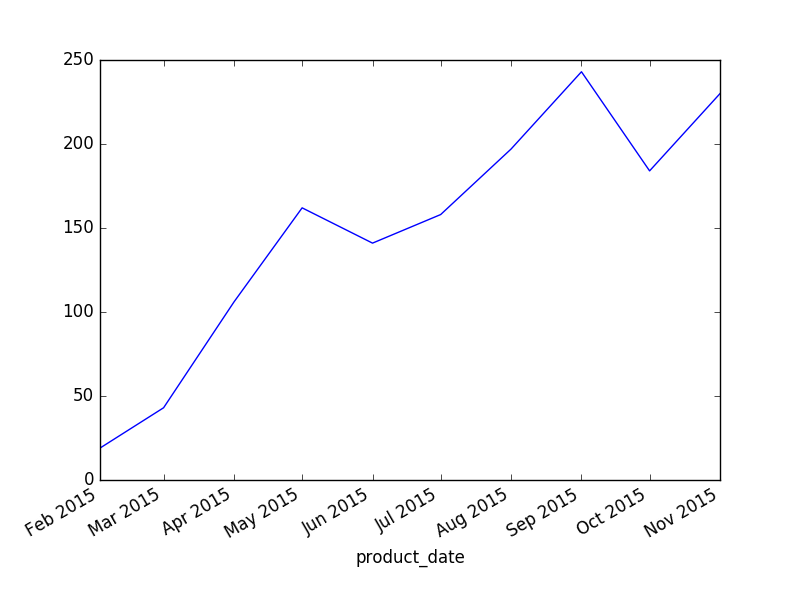 250
200
150
100
50
0
Feb 2015
Mar 2015
Apr 2015
May 2015
Jun 2015
Jul 2015
Aug 2015
Sep 2015
Oct 2015
Nov 2015
product_date